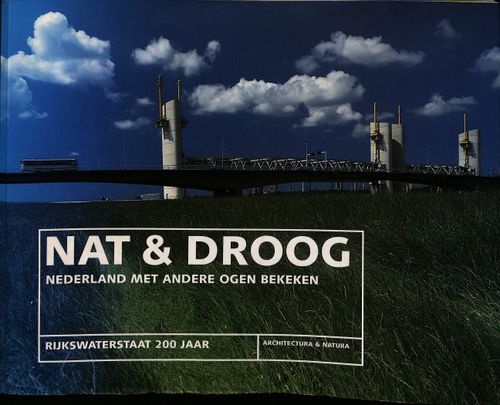 NAT & DROOG
NEDERLAND MET ANDERE OGEN BEKEKEN
RIJKSWATERSTAAT 200 JAAR
ARCHITECTURA & NATURA